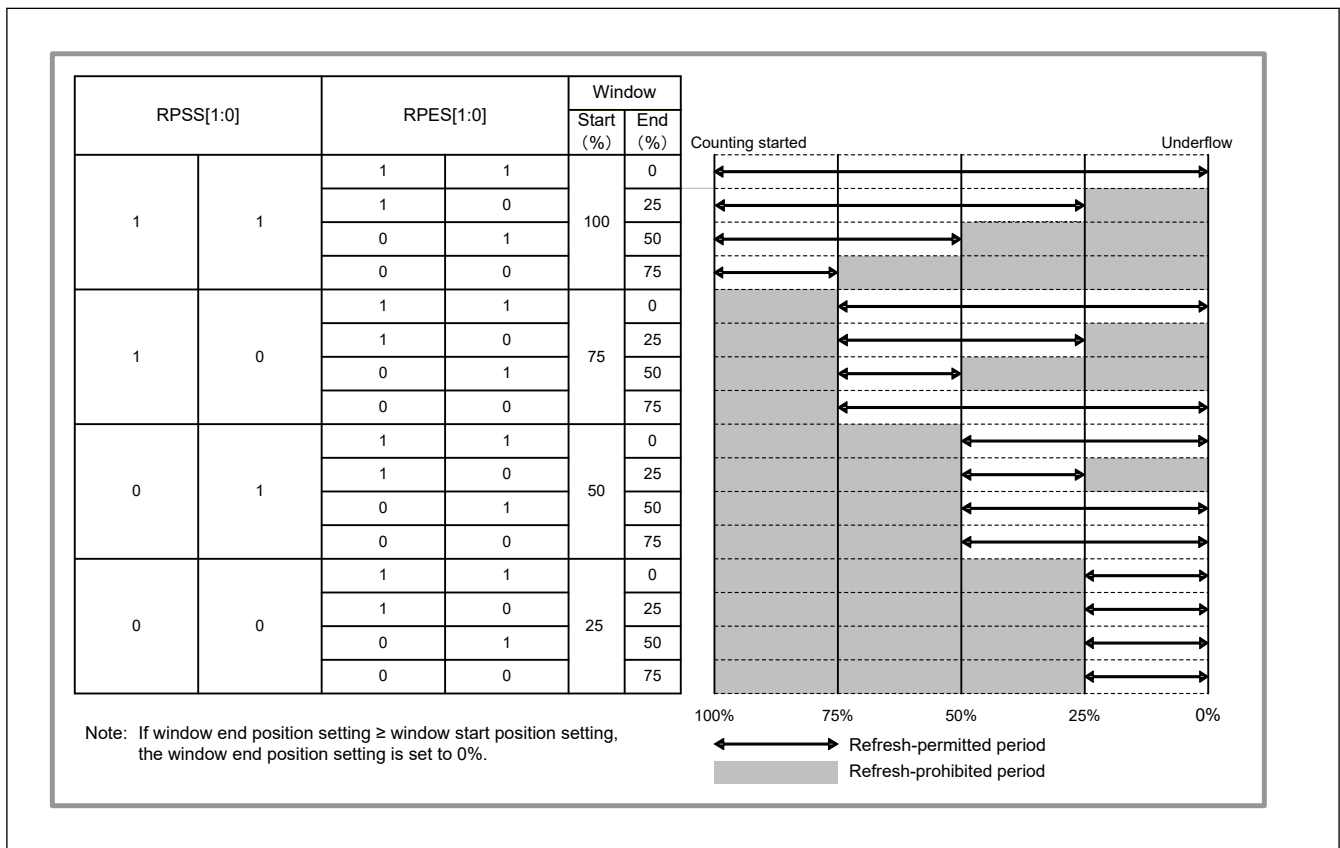 RPSS[1:0] RPES[1:0] Window
Start (%) End (%)
Counting started Underflow
1 1 100 1 1 0
1 0 25
0 1 50
0 0 75
1 0 75 1 1 0
1 0 25
0 1 50
0 0 75
0 1 50 1 1 0
1 0 25
0 1 50
0 0 75
0 0 25 1 1 0
1 0 25
0 1 50
0 0 75
100% 75% 50% 25% 0%
Note: If window end position setting ≥ window start position setting,
the window end position setting is set to 0%.
Refresh-permitted period
Refresh-prohibited period